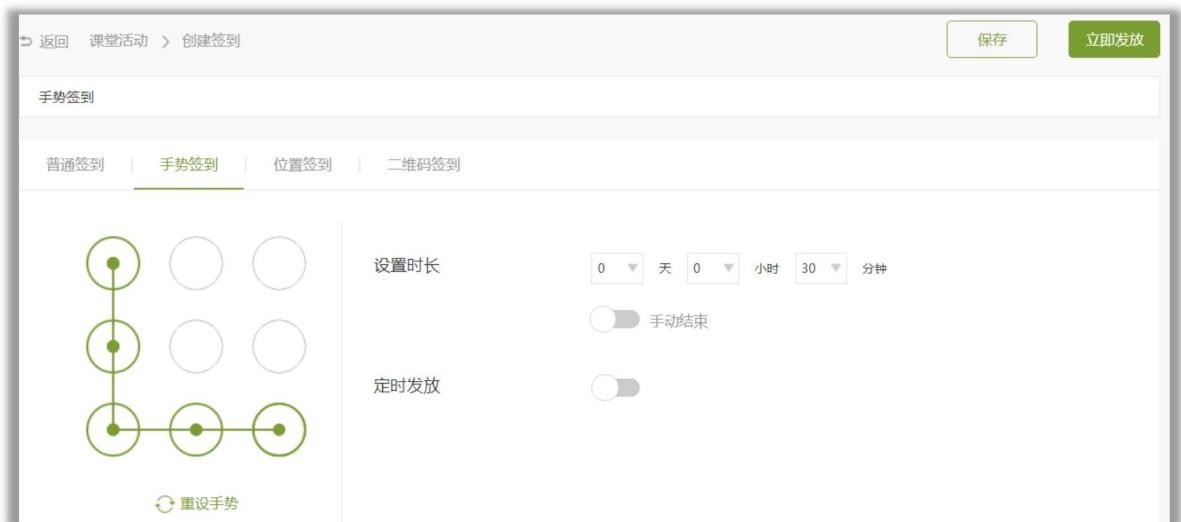 返回 课堂活动 > 创建签到 保存 立即发放
手势签到
普通签到 手势签到 位置签到 二维码签到
设置时长 0 天 0 小时 30 分钟
手动结束
定时发放
重设手势